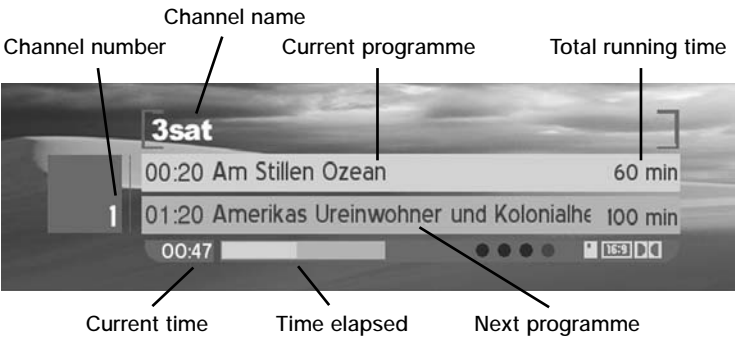 Channel name
Channel number
Current programme
Total running time
3sat
00:20 Am Stillen Ozean 60 min
1
01:20 Amerikas Ureinwohner und Kolonialhe 100 min
00:47
16:9
Current time
Time elapsed
Next programme